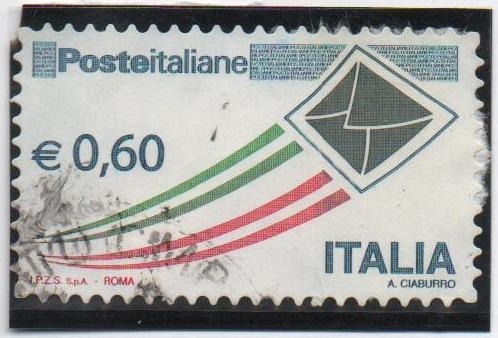 Posteitaliane
€ 0,60
ITALIA
A. CIABURRO
I.P.Z.S. S.p.A. - ROMA